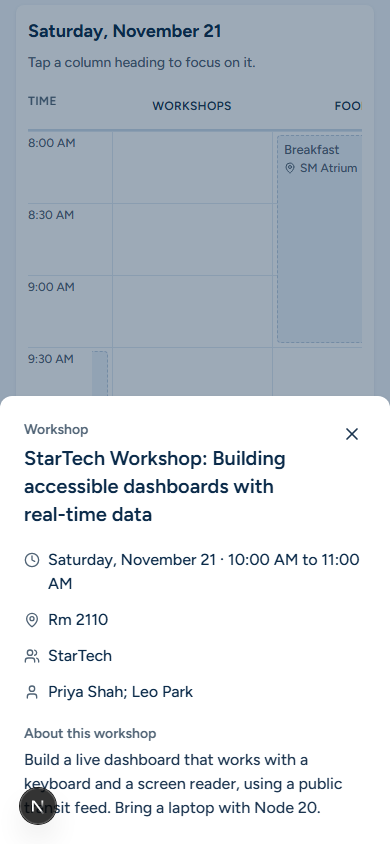 Saturday, November 21
Tap a column heading to focus on it.
TIME
WORKSHOPS
FOO
8:00 AM
Breakfast
SM Atrium
8:30 AM
9:00 AM
9:30 AM
Workshop
StarTech Workshop: Building
accessible dashboards with
real-time data
Saturday, November 21 · 10:00 AM to 11:00
AM
Rm 2110
StarTech
Priya Shah; Leo Park
About this workshop
Build a live dashboard that works with a
keyboard and a screen reader, using a public
feed. Bring a laptop with Node 20.
N